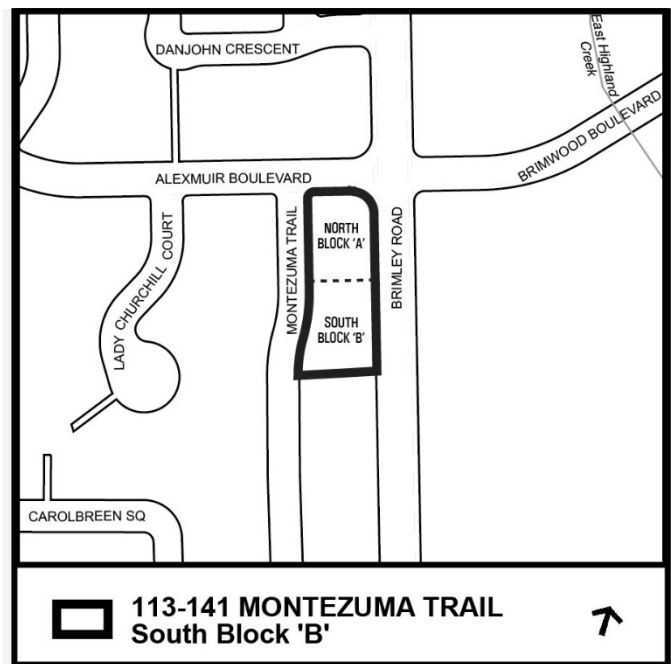 DANJOHN CRESCENT
East Highland
Creek
BRIMWOOD BOULEVARD
ALEXMUIR BOULEVARD
LADY CHURCHILL COURT
MONTEZUMA TRAIL
NORTH
BLOCK 'A'
SOUTH
BLOCK 'B'
BRIMLEY ROAD
CAROLBREEN SQ
113-141 MONTEZUMA TRAIL
South Block 'B'